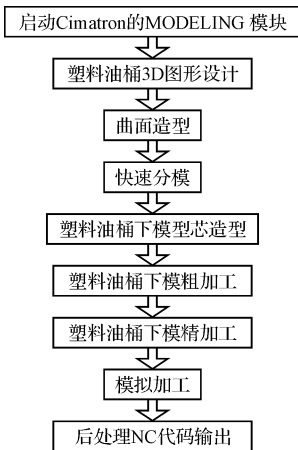 启动Cimatron的MODELING 模块
塑料油桶3D图形设计
曲面造型
快速分模
塑料油桶下模型芯造型
塑料油桶下模粗加工
塑料油桶下模精加工
模拟加工
后处理NC代码输出